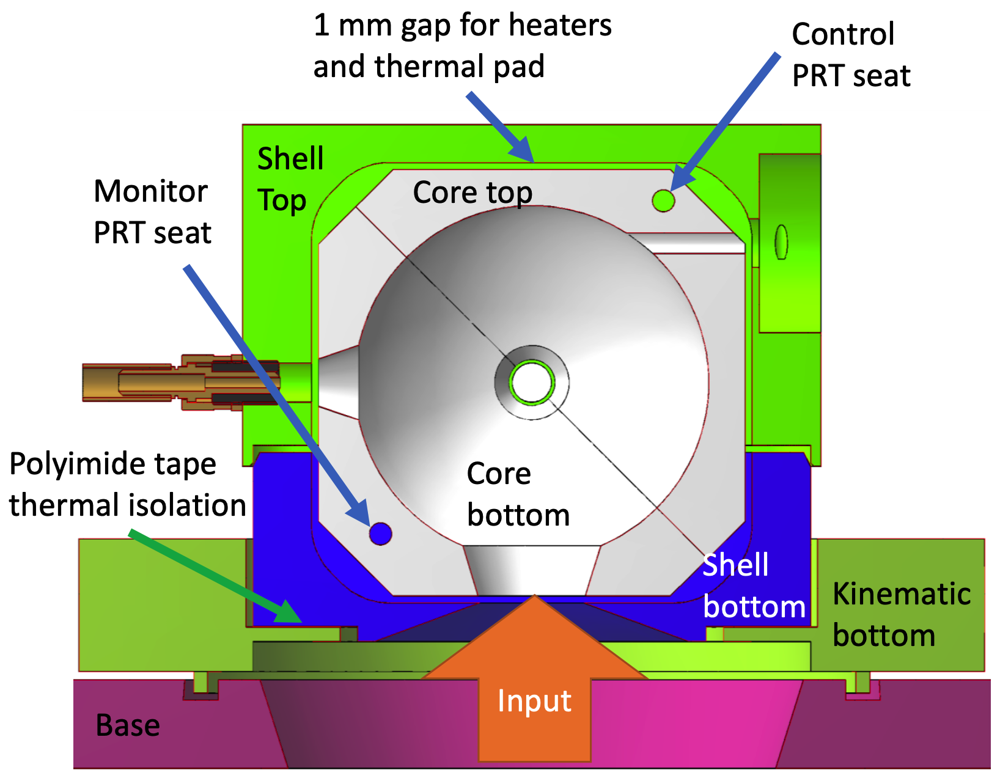 1 mm gap for heaters
and thermal pad
Control
PRT seat
Shell
Top
Core top
Monitor
PRT seat
Polyimide tape
thermal isolation
Core
bottom
Shell
bottom
Kinematic
bottom
Input
Base